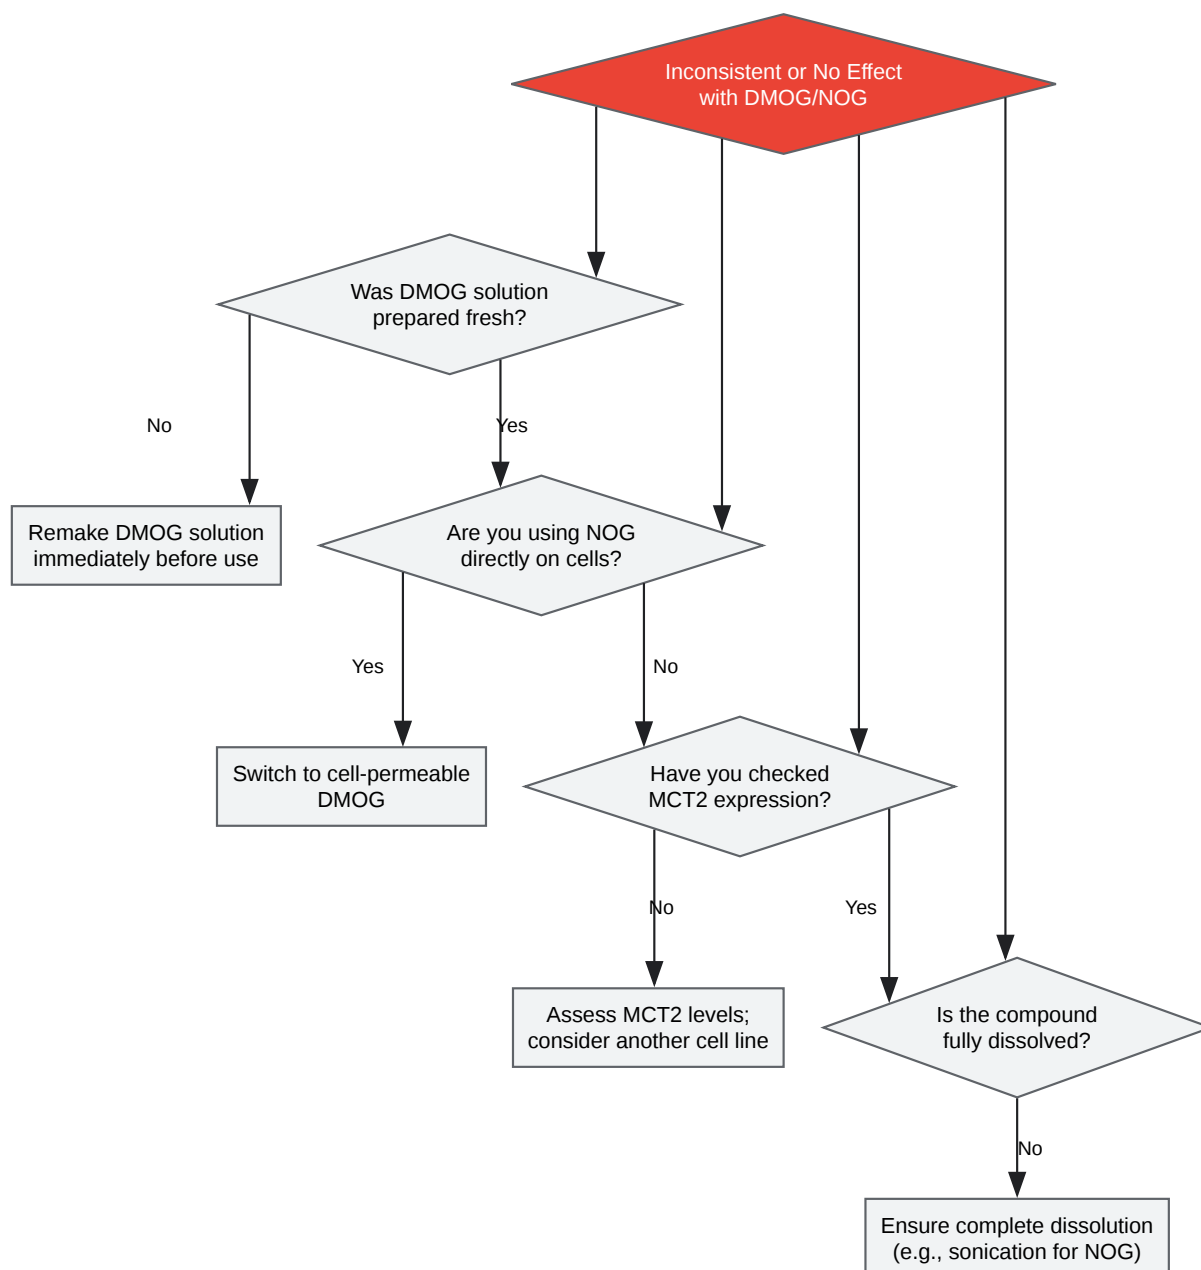 Inconsistent or No Effect
with DMOG/NOG
Was DMOG solution
prepared fresh?
No
Yes
Remake DMOG solution
immediately before use
Are you using NOG
directly on cells?
Yes
No
Switch to cell-permeable
DMOG
Have you checked
MCT2 expression?
No
Yes
Assess MCT2 levels;
consider another cell line
Is the compound
fully dissolved?
No
Ensure complete dissolution
(e.g., sonication for NOG)